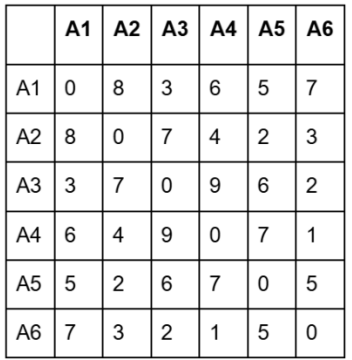 A1 A2 A3 A4 A5 A6
A1 0 8 3 6 5 7
A2 8 0 7 4 2 3
A3 3 7 0 9 6 2
A4 6 4 9 0 7 1
A5 5 2 6 7 0 5
A6 7 3 2 1 5 0